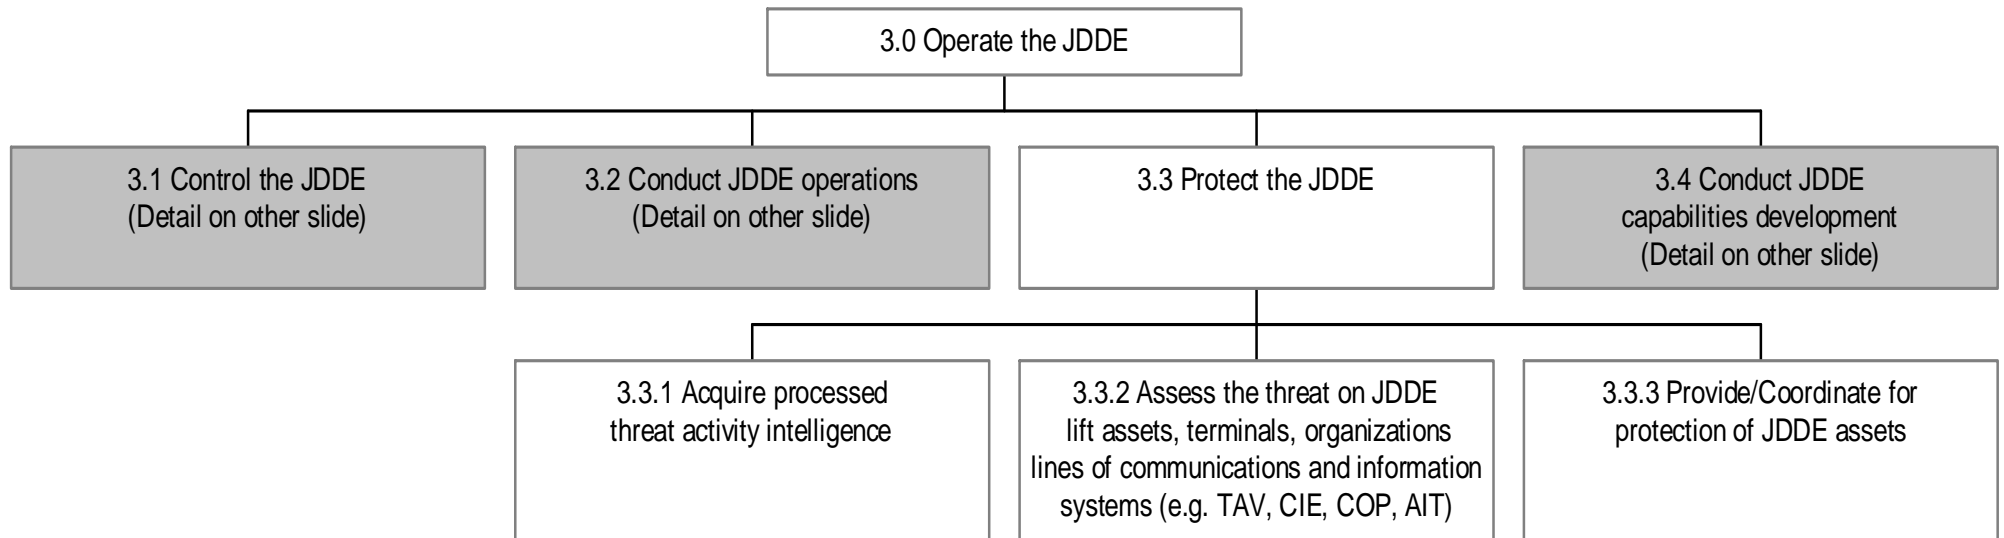 3.0 Operate the JDDE
3.1 Control the JDDE
(Detail on other slide)
3.2 Conduct JDDE operations
(Detail on other slide)
3.3 Protect the JDDE
3.4 Conduct JDDE
capabilities development
(Detail on other slide)
3.3.1 Acquire processed
threat activity intelligence
3.3.2 Assess the threat on JDDE
lift assets, terminals, organizations
lines of communications and information
systems (e.g. TAV, CIE, COP, AIT)
3.3.3 Provide/Coordinate for
protection of JDDE assets